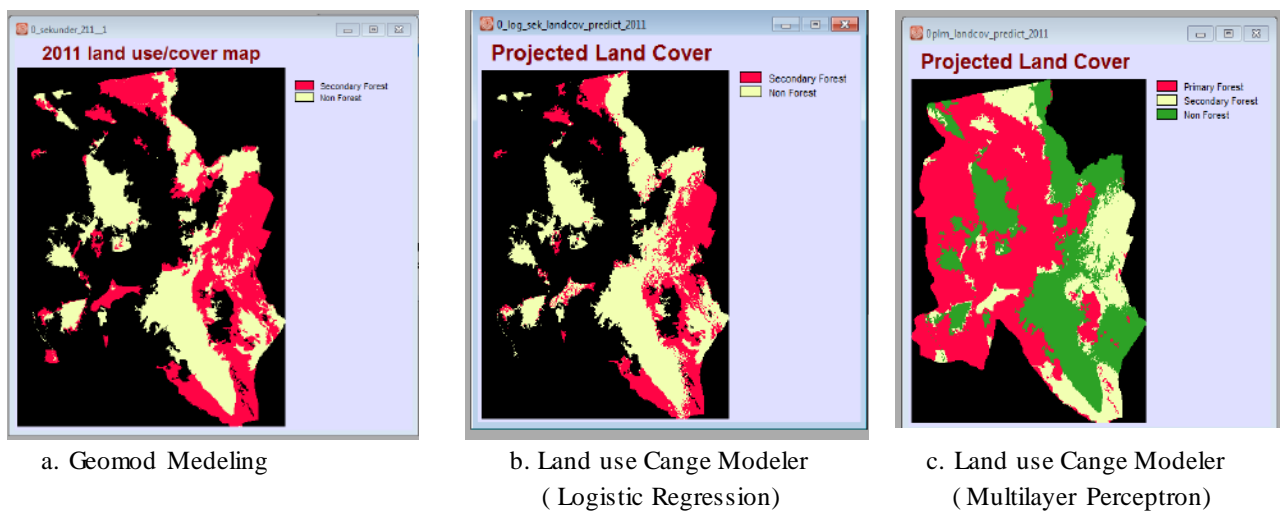 0_sekunder_211__1
2011 land use/cover map
Secondary Forest
Non Forest
0_log_sek_landcov_predict_2011
Projected Land Cover
Secondary Forest
Non Forest
0plm_landcov_predict_2011
Projected Land Cover
Primary Forest
Secondary Forest
Non Forest
a. Geomod Medeling
b. Land use Cange Modeler
( Logistic Regression)
c. Land use Cange Modeler
( Multilayer Perceptron)